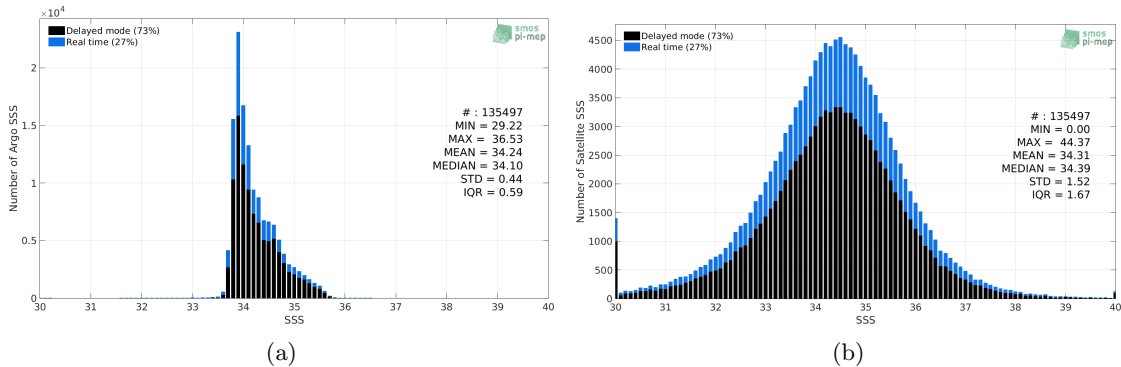 ×10⁴
Delayed mode (73%)
Real time (27%)
smos
pi-mep
Number of Argo SSS
2
1.5
1
0.5
0
# : 135497
MIN = 29.22
MAX = 36.53
MEAN = 34.24
MEDIAN = 34.10
STD = 0.44
IQR = 0.59
30 31 32 33 34 35 36 37 38 39 40
SSS
(a)
Delayed mode (73%)
Real time (27%)
smos
pi-mep
Number of Satellite SSS
4500
4000
3500
3000
2500
2000
1500
1000
500
0
# : 135497
MIN = 0.00
MAX = 44.37
MEAN = 34.31
MEDIAN = 34.39
STD = 1.52
IQR = 1.67
30 31 32 33 34 35 36 37 38 39 40
SSS
(b)